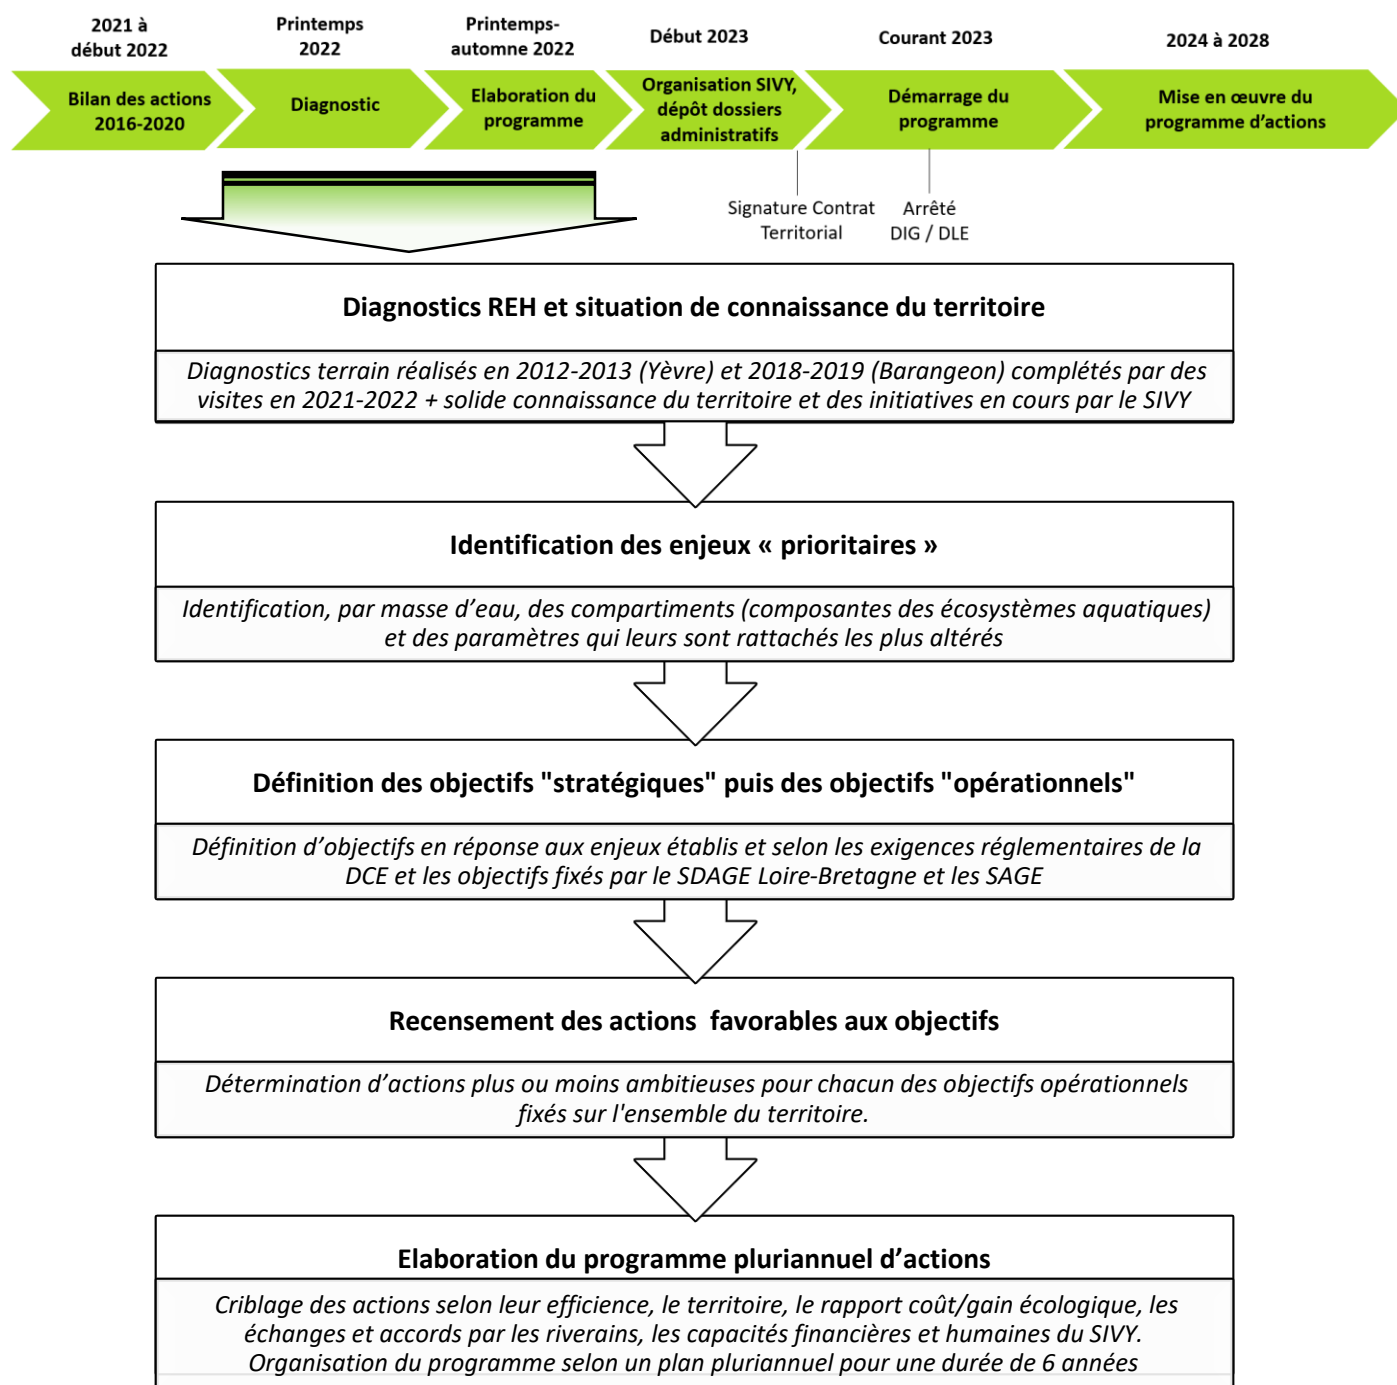 2021 à
début 2022
Printemps
2022
Printemps-
automne 2022
Début 2023
Courant 2023
2024 à 2028
Bilan des actions
2016-2020
Diagnostic
Elaboration du
programme
Organisation SIVY,
dépôt dossiers
administratifs
Démarrage du
programme
Mise en œuvre du
programme d’actions
Signature Contrat
Territorial
Arrêté
DIG / DLE
Diagnostics REH et situation de connaissance du territoire
Diagnostics terrain réalisés en 2012-2013 (Yèvre) et 2018-2019 (Barangeon) complétés par des
visites en 2021-2022 + solide connaissance du territoire et des initiatives en cours par le SIVY
Identification des enjeux « prioritaires »
Identification, par masse d’eau, des compartiments (composantes des écosystèmes aquatiques)
et des paramètres qui leurs sont rattachés les plus altérés
Définition des objectifs "stratégiques" puis des objectifs "opérationnels"
Définition d’objectifs en réponse aux enjeux établis et selon les exigences réglementaires de la
DCE et les objectifs fixés par le SDAGE Loire-Bretagne et les SAGE
Recensement des actions favorables aux objectifs
Détermination d’actions plus ou moins ambitieuses pour chacun des objectifs opérationnels
fixés sur l'ensemble du territoire.
Elaboration du programme pluriannuel d’actions
Criblage des actions selon leur efficience, le territoire, le rapport coût/gain écologique, les
échanges et accords par les riverains, les capacités financières et humaines du SIVY.
Organisation du programme selon un plan pluriannuel pour une durée de 6 années